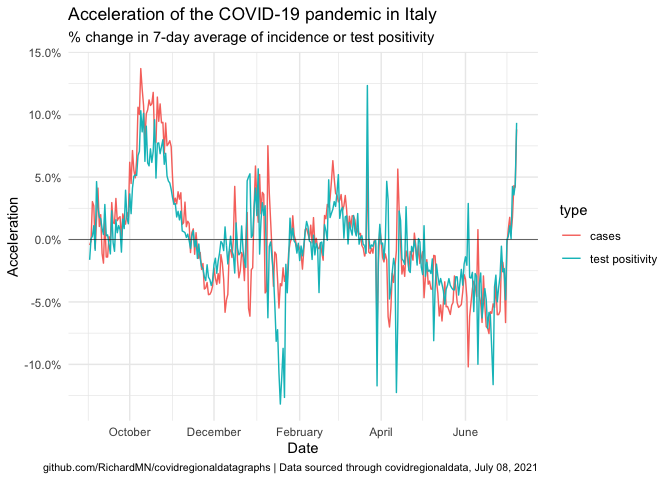 Acceleration of the COVID-19 pandemic in Italy
% change in 7-day average of incidence or test positivity
15.0%
10.0%
5.0%
0.0%
-5.0%
-10.0%
Acceleration
October December February April June
Date
type
cases
test positivity
github.com/RichardMN/covidregionaldatagraphs | Data sourced through covidregionaldata, July 08, 2021